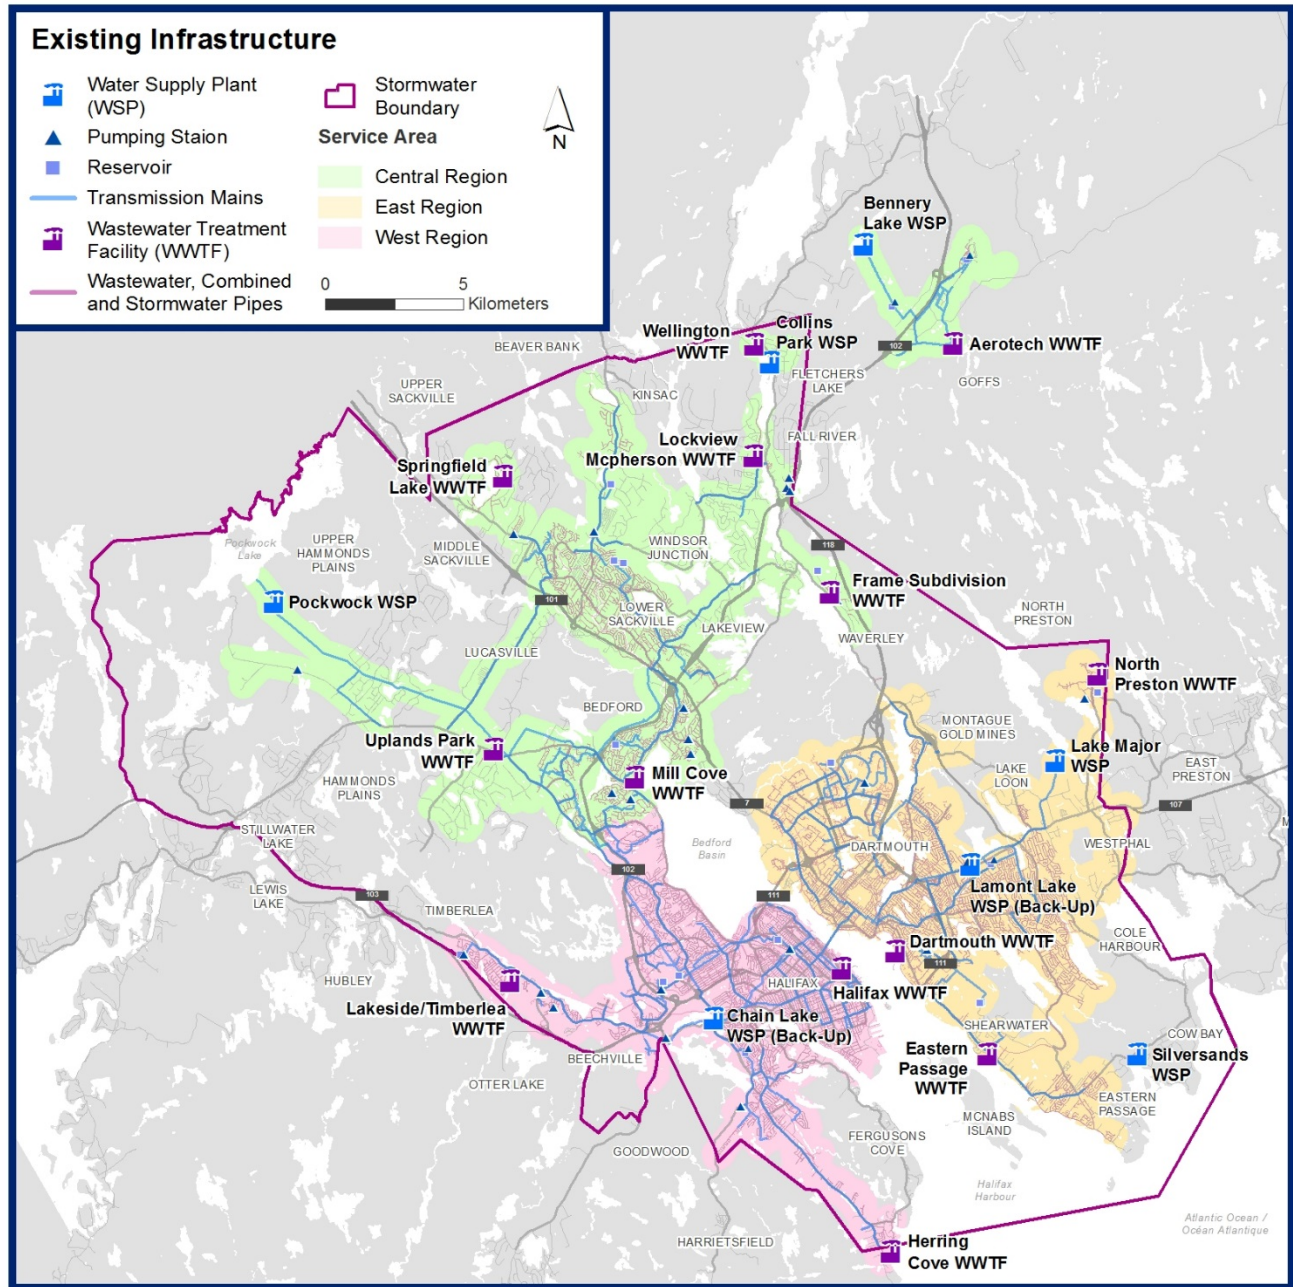 Existing Infrastructure
Water Supply Plant
(WSP)
Pumping Staion
Reservoir
Transmission Mains
Wastewater Treatment
Facility (WWTF)
Wastewater, Combined
and Stormwater Pipes
Stormwater
Boundary
Service Area
Central Region
East Region
West Region
0 5
Kilometers
N
Bennery
Lake WSP
Wellington
WWTF
Collins
Park WSP
102
Aerotech WWTF
BEAVER BANK
FLETCHERS
LAKE
GOFFS
UPPER
SACKVILLE
KINSAC
Lockview
Mcpherson WWTF
FALL RIVER
Springfield
Lake WWTF
Pockwock
Lake
UPPER
HAMMONDS
PLAINS
MIDDLE
SACKVILLE
WINDSOR
JUNCTION
118
Pockwock WSP
101
LOWER
SACKVILLE
Frame Subdivision
WWTF
LAKEVIEW
WAVERLEY
NORTH
PRESTON
LUCASVILLE
North
Preston WWTF
BEDFORD
MONTAGUE
GOLD MINES
Uplands Park
WWTF
Mill Cove
WWTF
Lake Major
WSP
LAKE
LOON
EAST
PRESTON
HAMMONDS
PLAINS
7
107
STILLWATER
LAKE
Bedford
Basin
DARTMOUTH
WESTPHAL
M
LEWIS
LAKE
103
102
111
Lamont Lake
WSP (Back-Up)
TIMBERLEA
COLE
HARBOUR
Dartmouth WWTF
111
HUBLEY
Lakeside/Timberlea
WWTF
HALIFAX
Halifax WWTF
Chain Lake
WSP (Back-Up)
SHEARWATER
COW BAY
BEECHVILLE
Eastern
Passage
WWTF
Silversands
WSP
OTTER LAKE
EASTERN
PASSAGE
MCNABS
ISLAND
GOODWOOD
FERGUSONS
COVE
Halifax
Harbour
Atlantic Ocean /
Océan Atlantique
HARRIETSFIELD
Herring
Cove WWTF